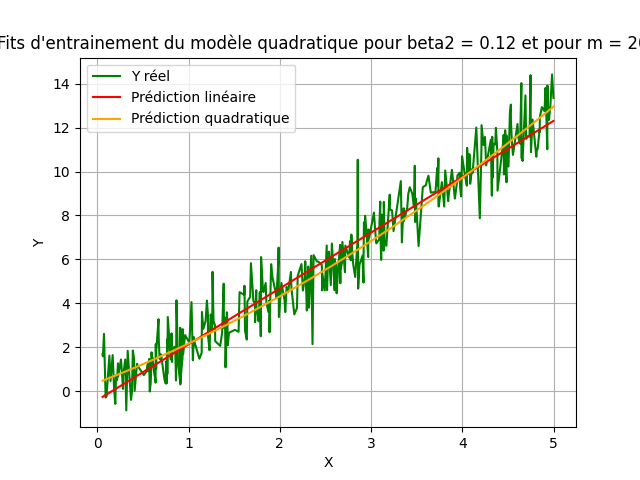 Fits d'entrainement du modèle quadratique pour beta2 = 0.12 et pour m = 20
Y réel
Prédiction linéaire
Prédiction quadratique
14
12
10
8
6
4
2
0
Y
0 1 2 3 4 5
X